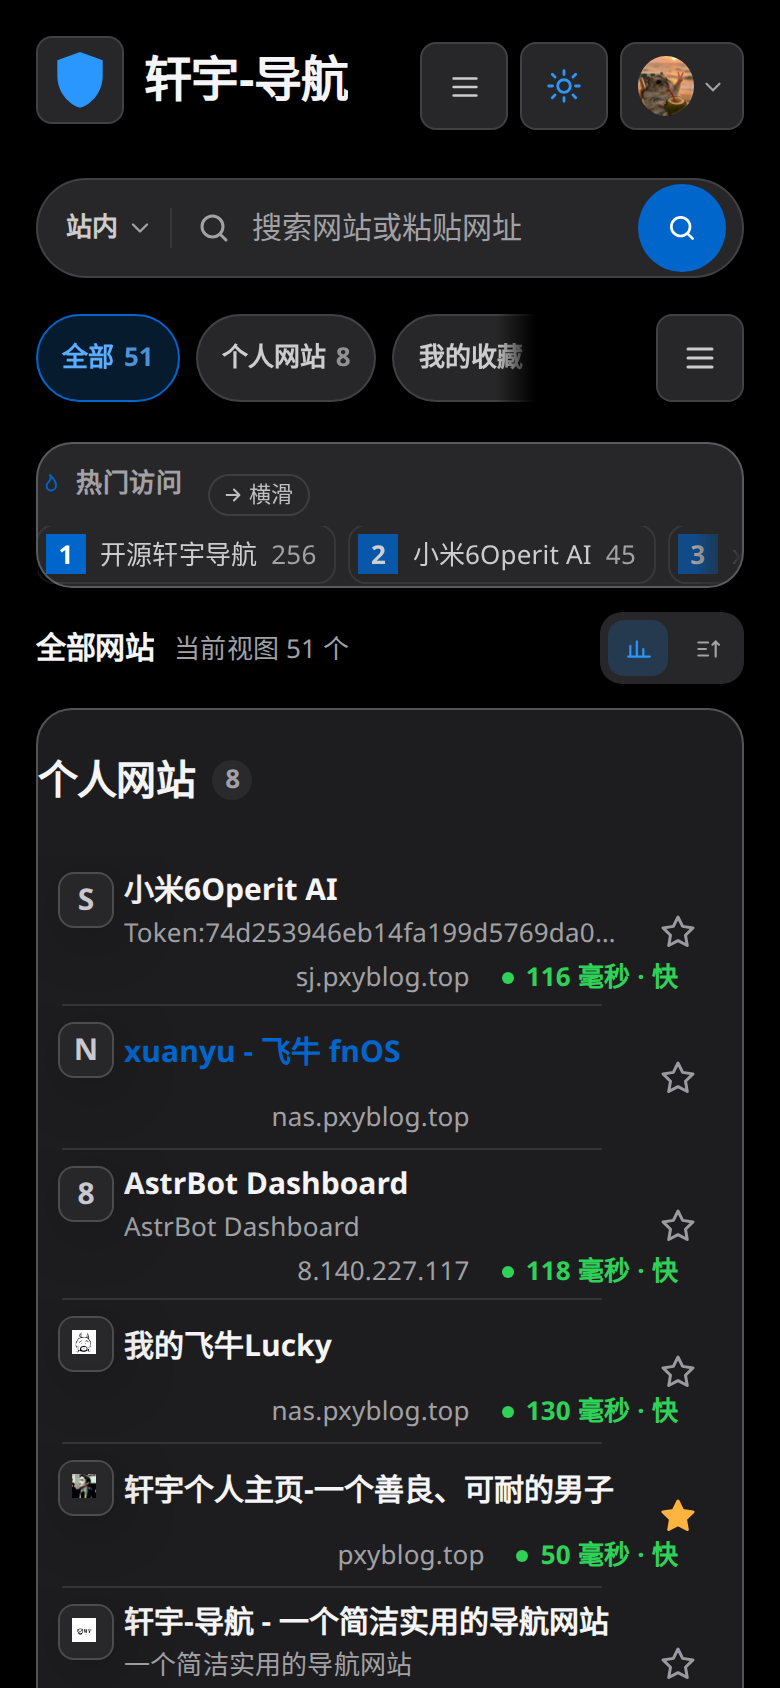 轩宇-导航
站内 搜索网站或粘贴网址
全部 51 个人网站 8 我的收藏
热门访问 → 横滑
1 开源轩宇导航 256 2 小米6Operit AI 45 3
全部网站 当前视图 51 个
个人网站 8
S 小米6Operit AI
Token:74d253946eb14fa199d5769da0...
sj.pxyblog.top 116 毫秒 · 快
N xuanyu - 飞牛 fnOS
nas.pxyblog.top
8 AstrBot Dashboard
AstrBot Dashboard
8.140.227.117 118 毫秒 · 快
我的飞牛Lucky
nas.pxyblog.top 130 毫秒 · 快
轩宇个人主页-一个善良、可耐的男子
pxyblog.top 50 毫秒 · 快
轩宇-导航 - 一个简洁实用的导航网站
一个简洁实用的导航网站